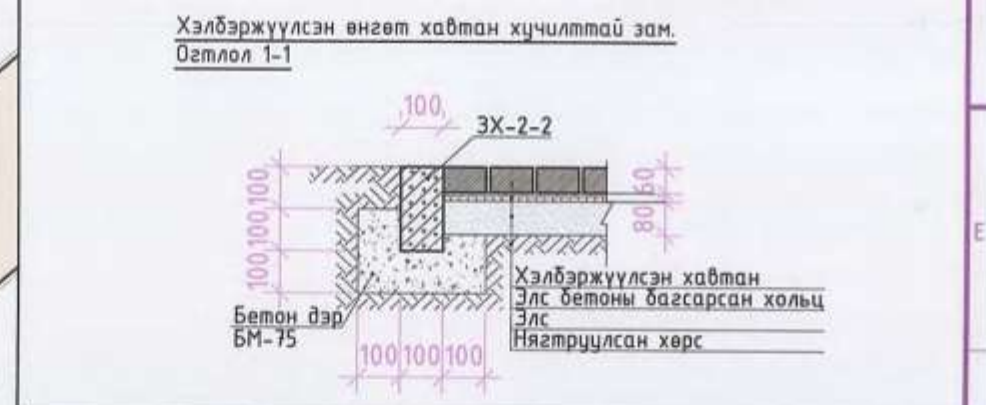 Хэлбэржүүлсэн өнгөт хавтан хучилттай зам.
Огтлол 1-1
100
ЗХ-2-2
100
100
100
60
80
Хэлбэржүүлсэн хавтан
Элс бетоны багсарсан хольц
Элс
Нягтруулсан хөрс
Бетон дэр
БМ-75
100
100
100
E